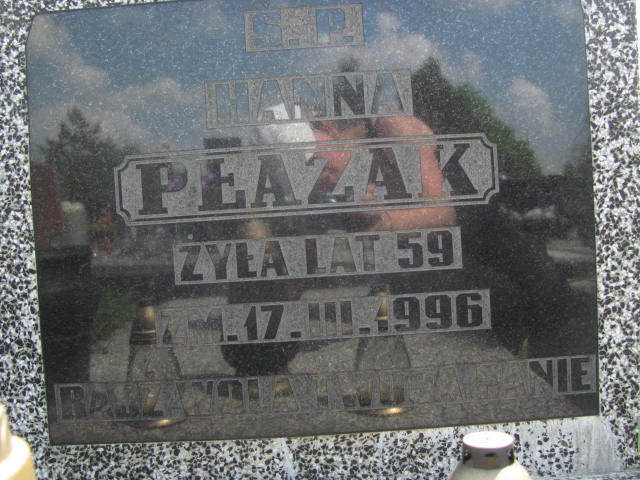 Ś.P.
HANNA
PŁAZAK
ŻYŁA LAT 59
ZM. 17. III. 1996